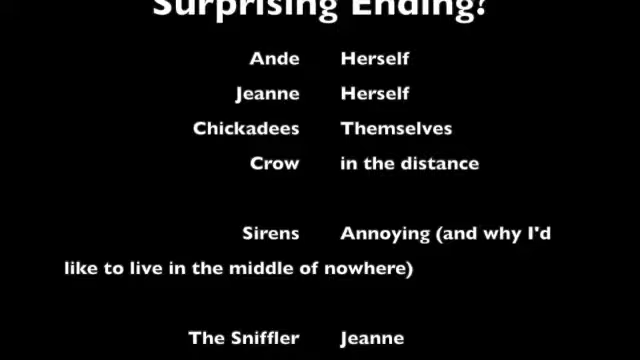 Surprising Ending?
Ande Herself
Jeanne Herself
Chickadees Themselves
Crow in the distance
Sirens Annoying (and why I'd
like to live in the middle of nowhere)
The Sniffler Jeanne